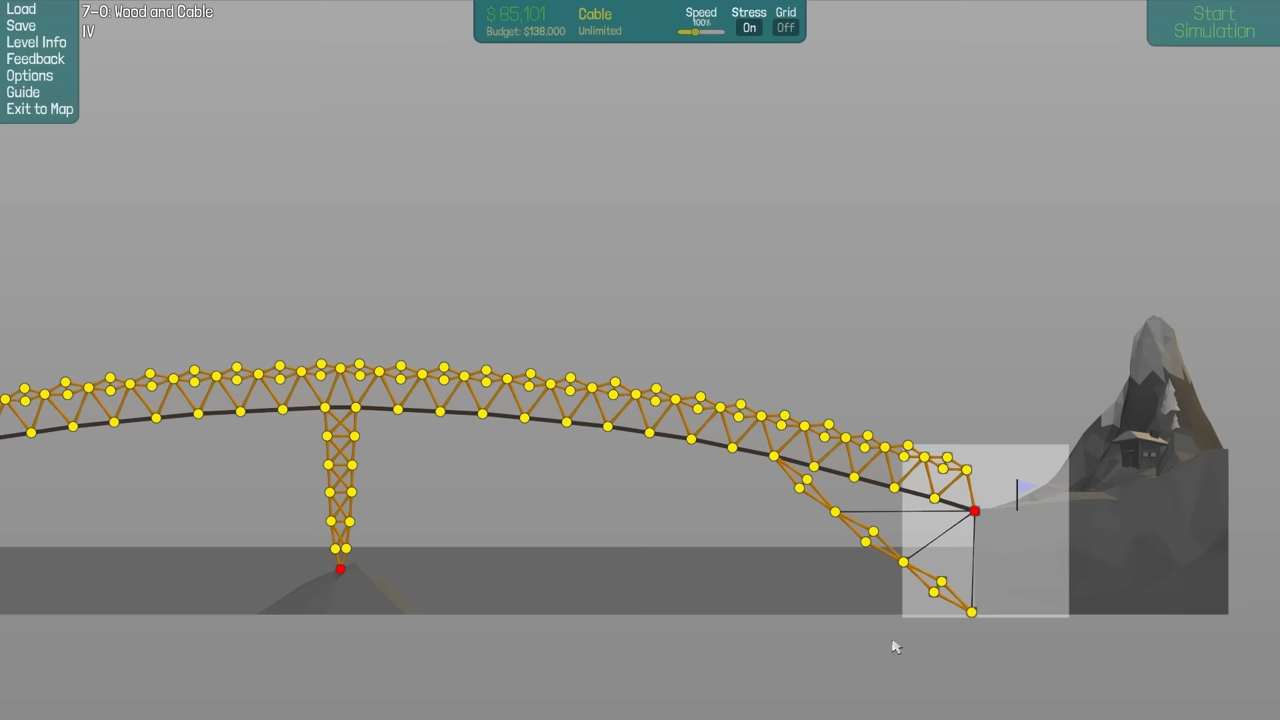 Load
Save
Level Info
Feedback
Options
Guide
Exit to Map
7-0: Wood and Cable
IV
$ 85,101
Budget: $138,000
Cable
Unlimited
Speed
100%
Stress
On
Grid
Off
Start
Simulation